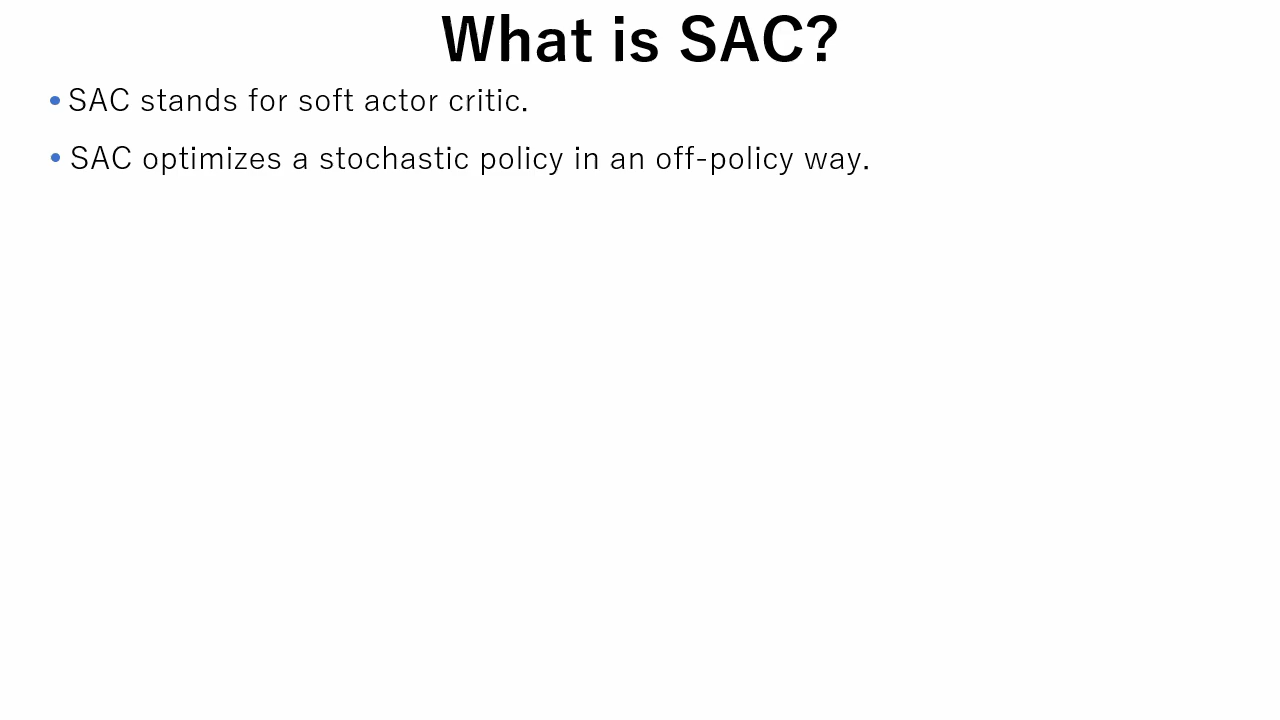 What is SAC?
• SAC stands for soft actor critic.
• SAC optimizes a stochastic policy in an off-policy way.